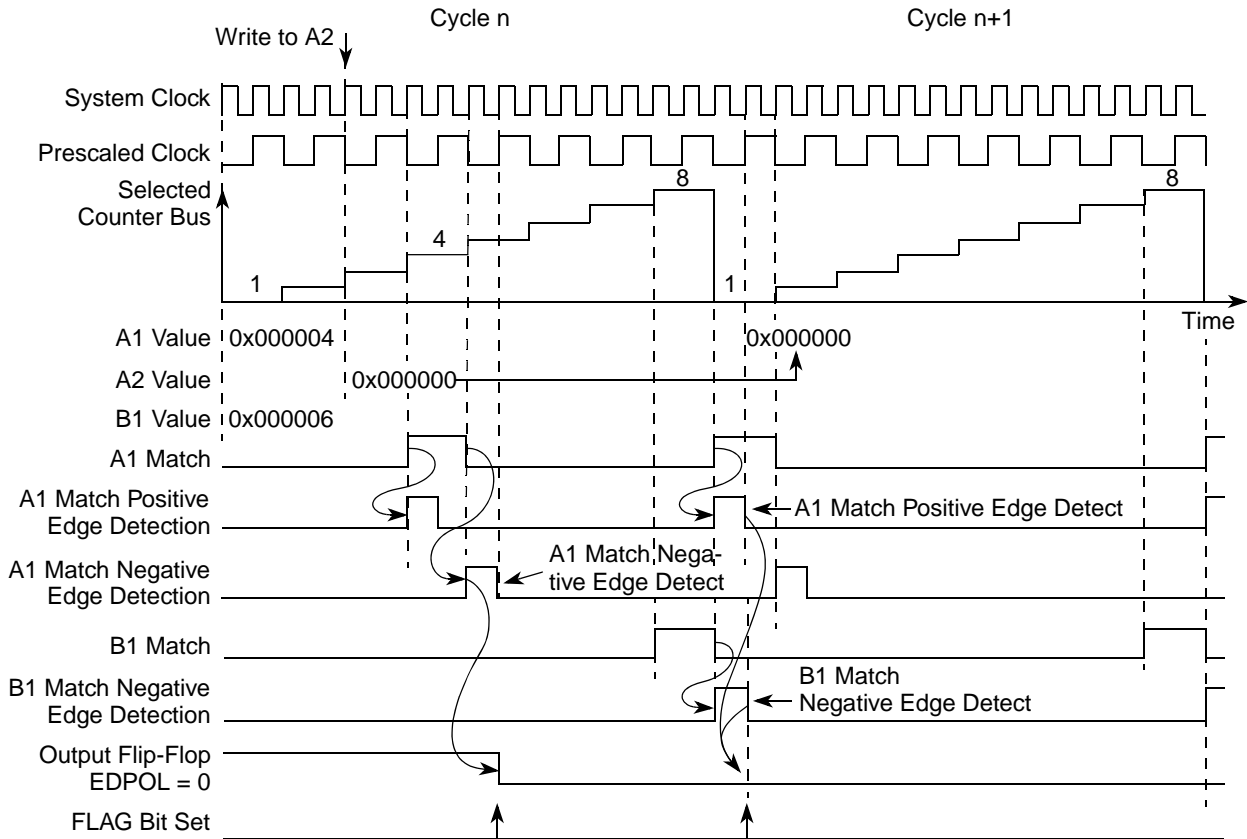 Cycle n
Cycle n+1
Write to A2
System Clock
Prescaled Clock
Selected
Counter Bus
8
8
4
1
1
Time
A1 Value
0x000004
0x000000
A2 Value
0x000000
B1 Value
0x000006
A1 Match
A1 Match Positive
Edge Detection
A1 Match Positive Edge Detect
A1 Match Negative
Edge Detection
A1 Match Nega-
tive Edge Detect
B1 Match
B1 Match Negative
Edge Detection
B1 Match
Negative Edge Detect
Output Flip-Flop
EDPOL = 0
FLAG Bit Set